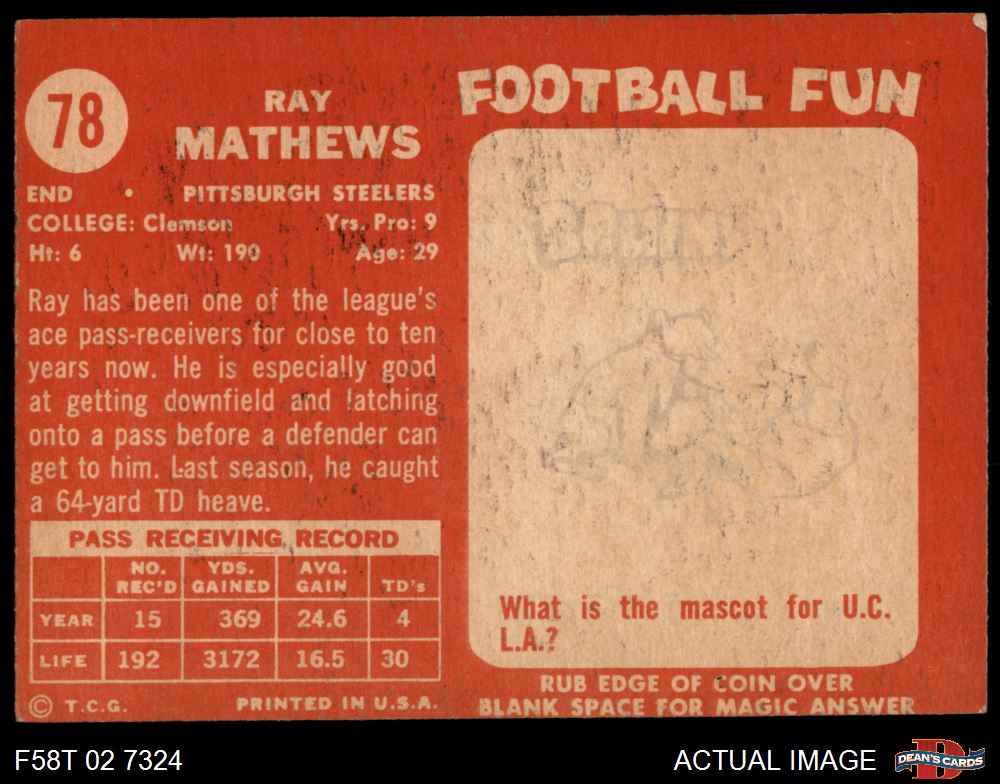 78
RAY
MATHEWS
END • PITTSBURGH STEELERS
COLLEGE: Clemson Yrs. Pro: 9
Ht: 6 Wt: 190 Age: 29
Ray has been one of the league's
ace pass-receivers for close to ten
years now. He is especially good
at getting downfield and latching
onto a pass before a defender can
get to him. Last season, he caught
a 64-yard TD heave.
PASS RECEIVING RECORD
NO. REC'D YDS. GAINED AVG. GAIN TD's
YEAR 15 369 24.6 4
LIFE 192 3172 16.5 30
© T.C.G. PRINTED IN U.S.A.
FOOTBALL FUN
BRUINS
What is the mascot for U.C.
L.A.?
RUB EDGE OF COIN OVER
BLANK SPACE FOR MAGIC ANSWER
F58T 02 7324
ACTUAL IMAGE
DEAN'S CARDS